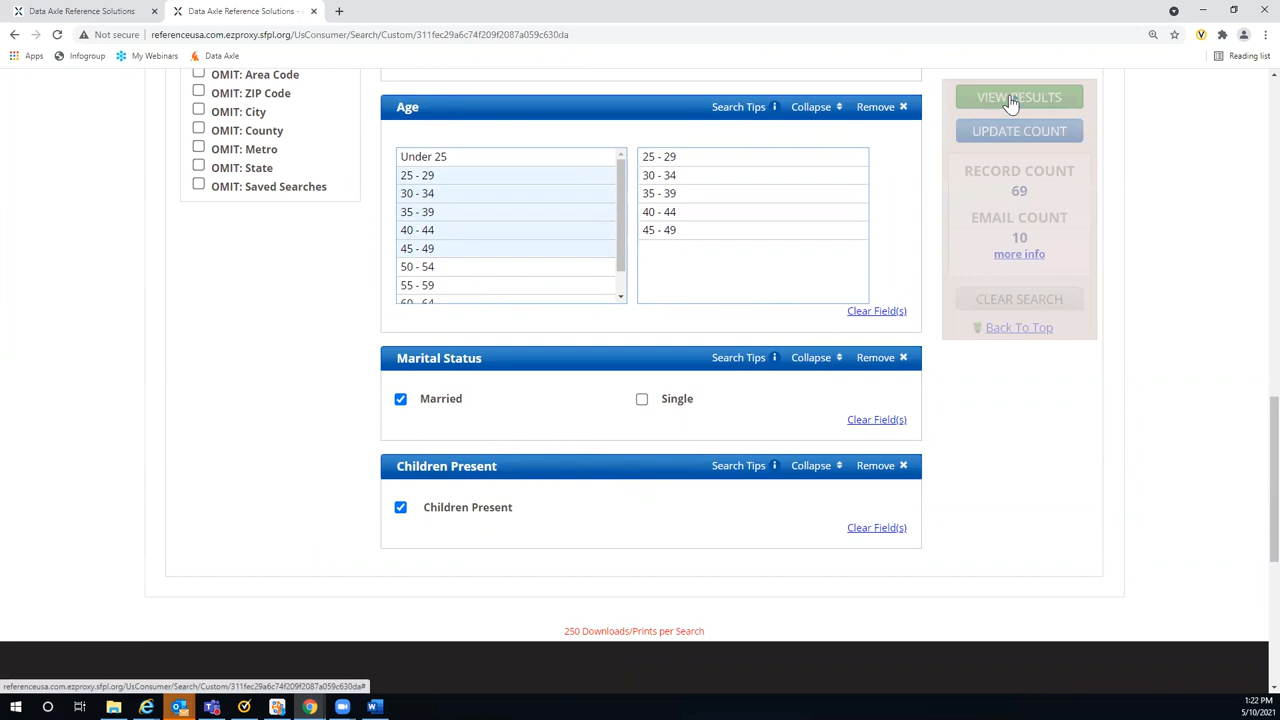 Data Axle Reference Solutions
Data Axle Reference Solutions -
Not secure
referenceusa.com.ezproxy.sfpl.org/UsConsumer/Search/Custom/311fec29a6c74f209f2087a059c630da
Apps
Infogroup
My Webinars
Data Axle
Reading list
OMIT: Area Code
OMIT: ZIP Code
OMIT: City
OMIT: County
OMIT: Metro
OMIT: State
OMIT: Saved Searches
Age
Search Tips
Collapse
Remove
Under 25
25 - 29
30 - 34
35 - 39
40 - 44
45 - 49
50 - 54
55 - 59
60 - 64
25 - 29
30 - 34
35 - 39
40 - 44
45 - 49
Clear Field(s)
Marital Status
Search Tips
Collapse
Remove
Married
Single
Clear Field(s)
Children Present
Search Tips
Collapse
Remove
Children Present
Clear Field(s)
VIEW RESULTS
UPDATE COUNT
RECORD COUNT
69
EMAIL COUNT
10
more info
CLEAR SEARCH
Back To Top
250 Downloads/Prints per Search
referenceusa.com.ezproxy.sfpl.org/UsConsumer/Search/Custom/311fec29a6c74f209f2087a059c630da#
1:22 PM
5/10/2021